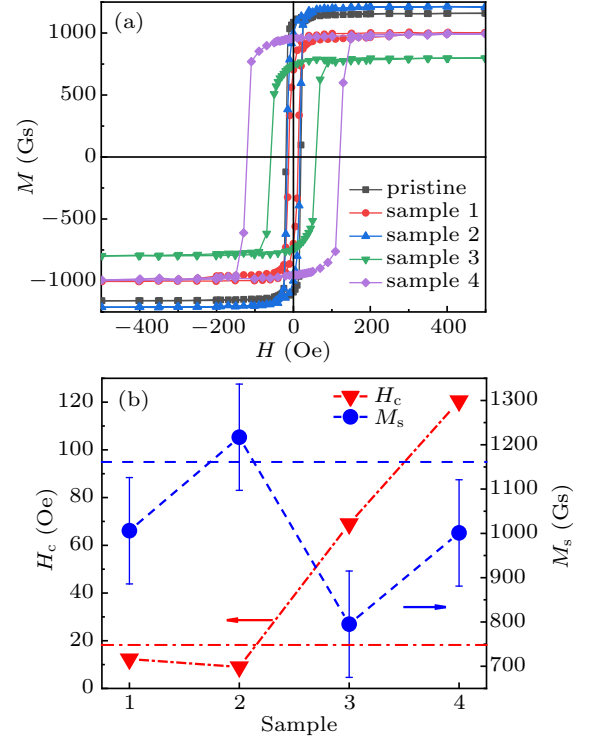 (a)
1000
500
0
−500
−1000
M (Gs)
pristine
sample 1
sample 2
sample 3
sample 4
−400 −200 0 200 400
H (Oe)
(b)
Hc
Ms
120
100
80
60
40
20
0
Hc (Oe)
1300
1200
1100
1000
900
800
700
Ms (Gs)
1 2 3 4
Sample